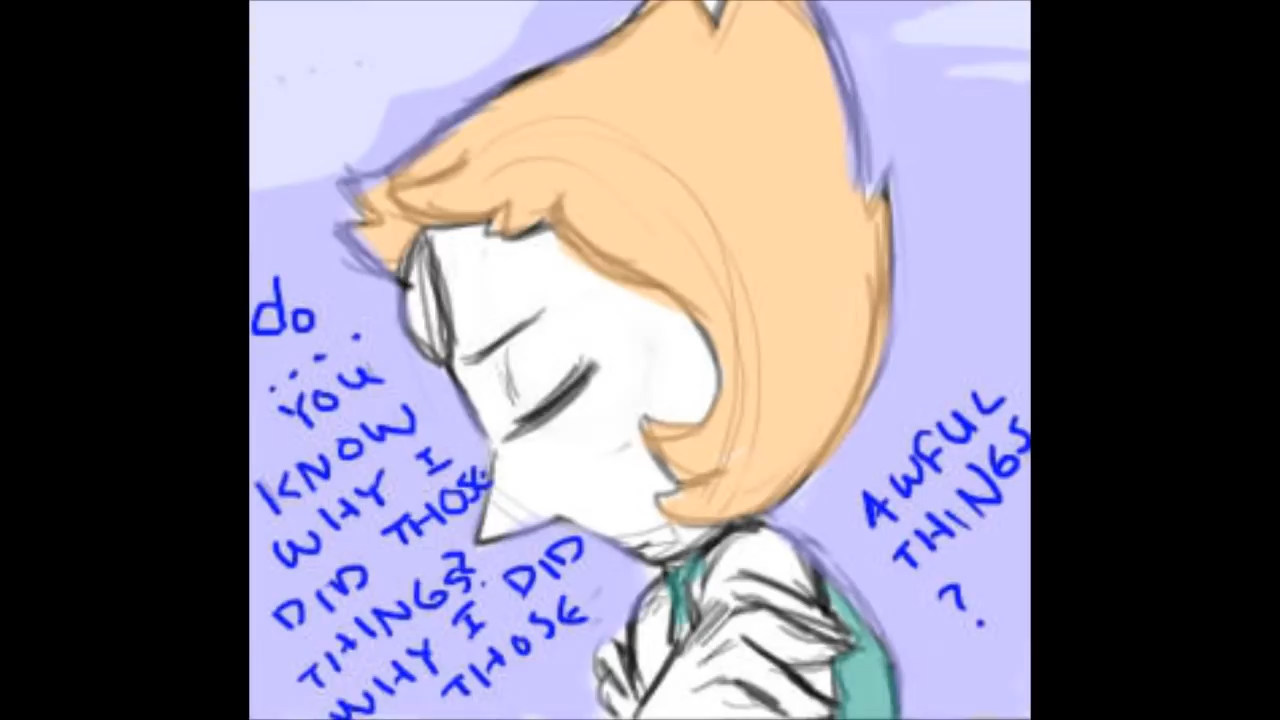 do
....
YOU
KNOW
WHY I
DID THOSE
THINGS?
WHY I DID
THOSE
AWFUL
THINGS
?